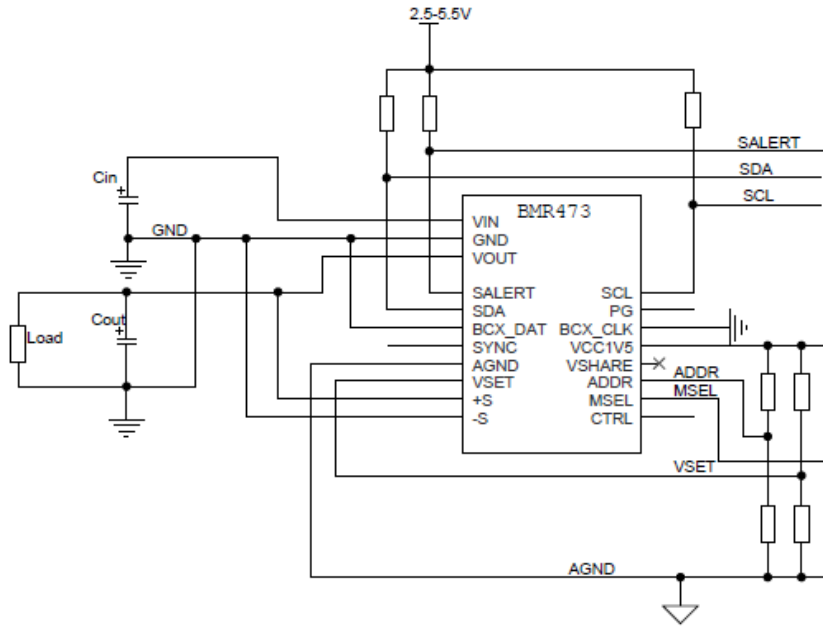 2.5-5.5V
SALERT
SDA
SCL
Cin
GND
BMR473
VIN
GND
VOUT
SALERT SCL
SDA PG
BCX_DAT BCX_CLK
SYNC VCC1V5
AGND VSHARE
VSET ADDR
+S MSEL
-S CTRL
Load
Cout
ADDR
MSEL
VSET
AGND